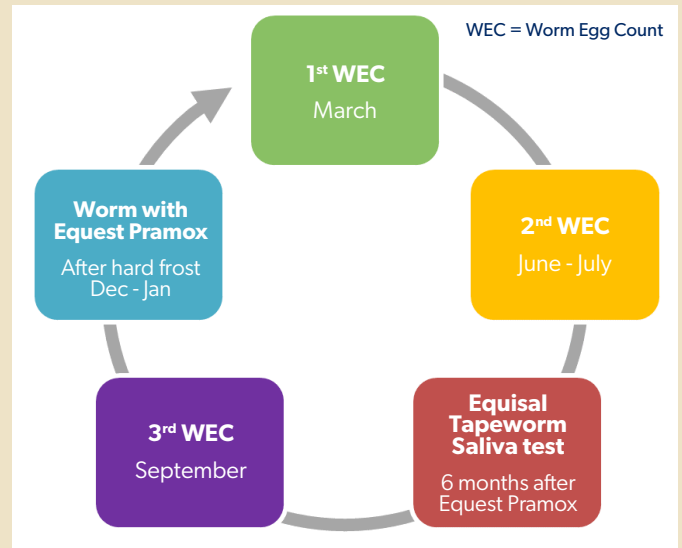 WEC = Worm Egg Count
1st WEC
March
2nd WEC
June - July
Equisal
Tapeworm
Saliva test
6 months after
Equest Pramox
3rd WEC
September
Worm with
Equest Pramox
After hard frost
Dec - Jan